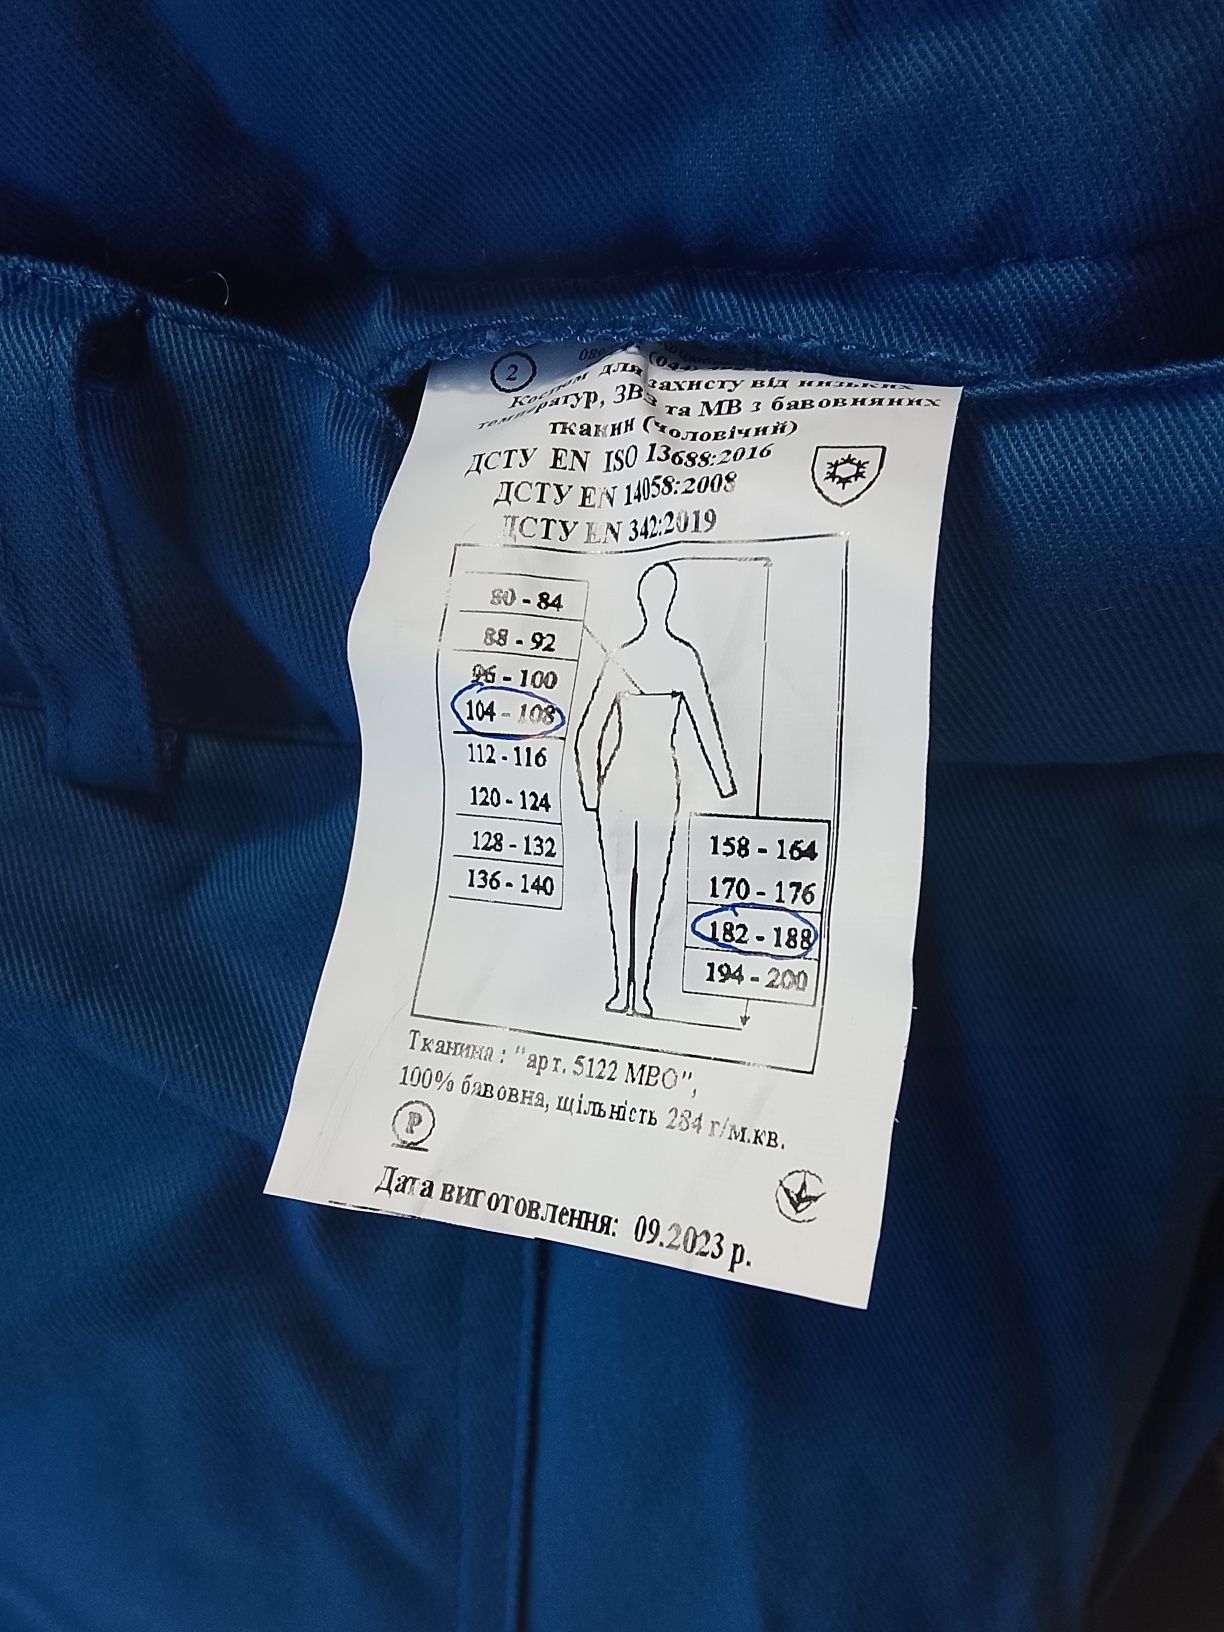 2
Костюм для захисту від низьких
температур, ЗВз та МВ з бавовняних
тканин (чоловічий)
ДСТУ EN ISO 13688:2016
ДСТУ EN 14058:2008
ДСТУ EN 342:2019
80 - 84
88 - 92
96 - 100
104 - 108
112 - 116
120 - 124
128 - 132
136 - 140
158 - 164
170 - 176
182 - 188
194 - 200
Тканина : "арт. 5122 МВО",
100% бавовна, щільність 284 г/м.кв.
P
Дата виготовлення: 09.2023 р.